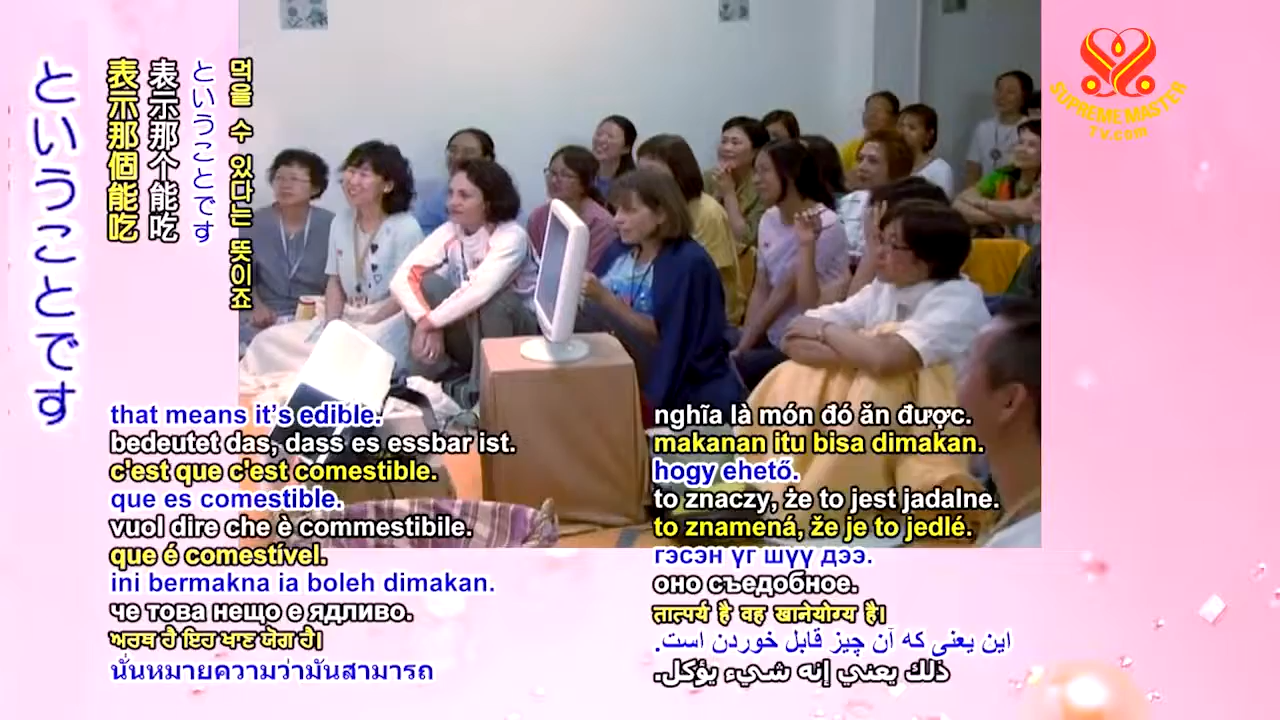 먹을 수 있다는 뜻이죠
ということです
表示那个能吃
表示那個能吃
ということです
SUPREME MASTER
TV.com
that means it’s edible.
bedeutet das, dass es essbar ist.
c'est que c'est comestible.
que es comestible.
vuol dire che è commestibile.
que é comestível.
ini bermakna ia boleh dimakan.
че това нещо е ядливо.
ਅਰਥ ਹੈ ਇਹ ਖਾਣ ਯੋਗ ਹੈ।
นั่นหมายความว่ามันสามารถ
nghĩa là món đó ăn được.
makanan itu bisa dimakan.
hogy ehető.
to znaczy, że to jest jadalne.
to znamená, že je to jedlé.
гэсэн үг шүү дээ.
оно съедобное.
तात्पर्य है वह खानेयोग्य है।
این یعنی که آن چیز قابل خوردن است.
ذلك يعني إنه شيء يؤكل.